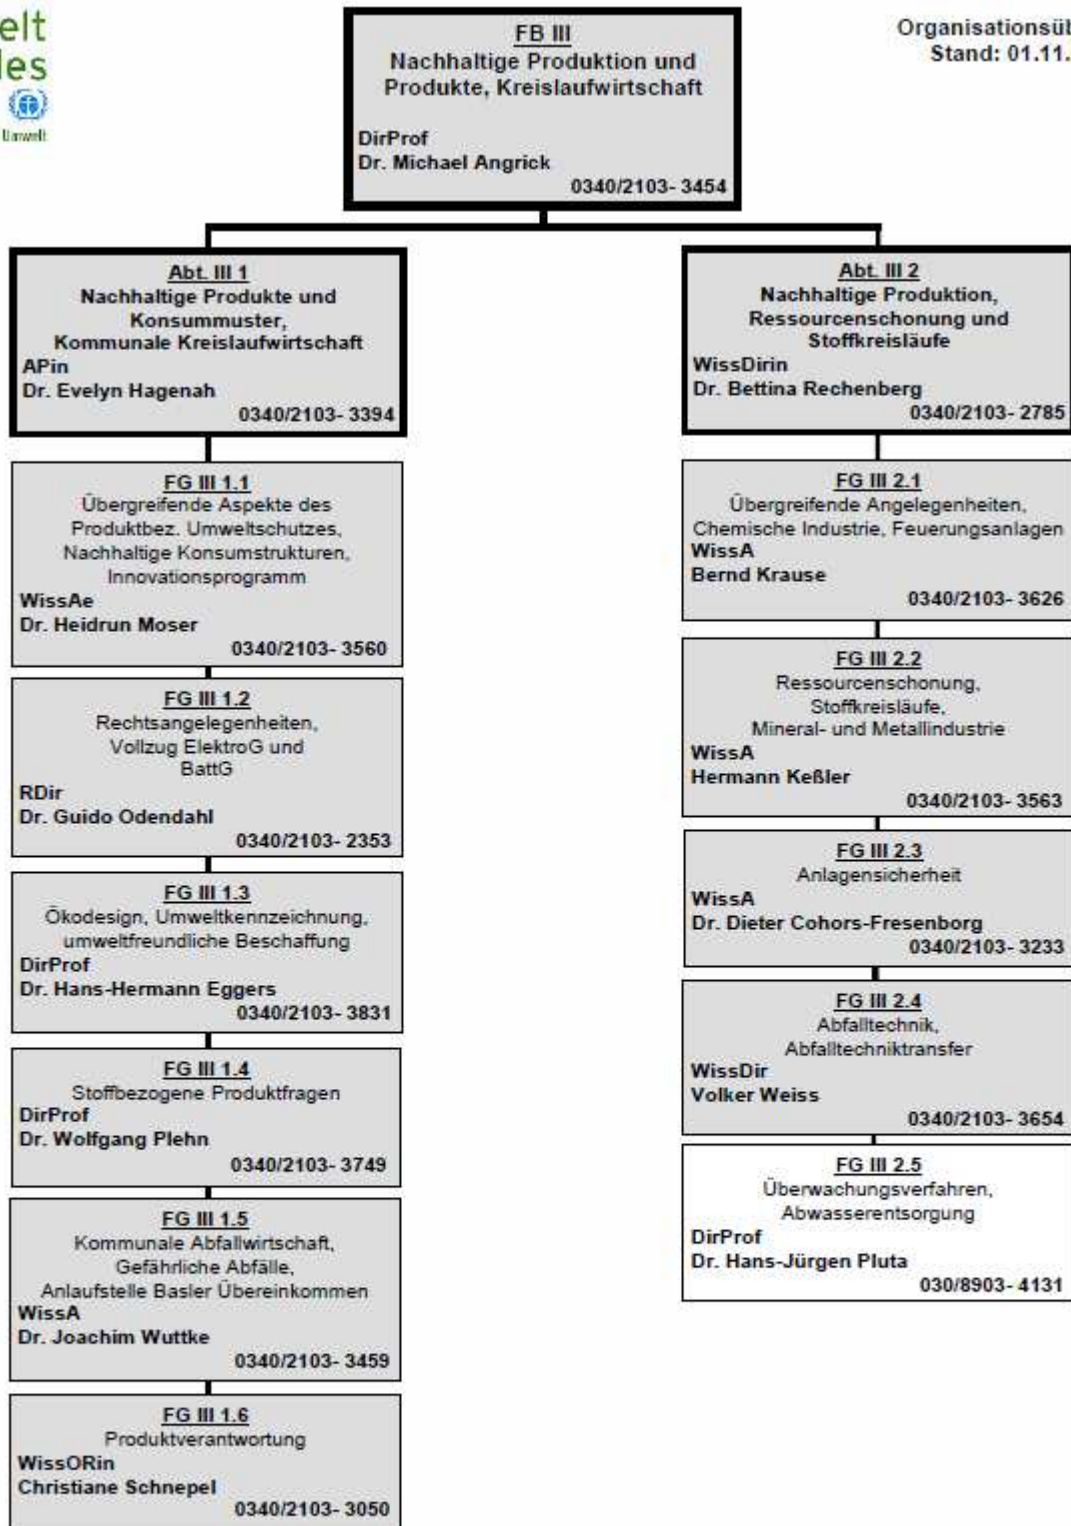 Umwelt
FB III
Nachhaltige Produktion und
Produkte, Kreislaufwirtschaft
DirProf
Dr. Michael Angrick
0340/2103- 3454
Stand: 01.11.
Abt. III 1
Nachhaltige Produkte und
Konsummuster,
Kommunale Kreislaufwirtschaft
APin
Dr. Evelyn Hagenah
0340/2103- 3394
FG III 1.1
Übergreifende Aspekte des
Produktbez. Umweltschutzes,
Nachhaltige Konsumstrukturen,
Innovationsprogramm
WissAe
Dr. Heidrun Moser
0340/2103- 3560
FG III 1.2
Rechtsangelegenheiten,
Vollzug ElektroG und
BattG
RDir
Dr. Guido Odendahl
0340/2103- 2353
FG III 1.3
Ökodesign, Umweltkennzeichnung,
umweltfreundliche Beschaffung
DirProf
Dr. Hans-Hermann Eggers
0340/2103- 3831
FG III 1.4
Stoffbezogene Produktfragen
DirProf
Dr. Wolfgang Plehn
0340/2103- 3749
FG III 1.5
Kommunale Abfallwirtschaft,
Gefährliche Abfälle,
Anlaufstelle Basler Übereinkommen
WissA
Dr. Joachim Wuttke
0340/2103- 3459
FG III 1.6
Produktverantwortung
WissORin
Christiane Schnepel
0340/2103- 3050
Abt. III 2
Nachhaltige Produktion,
Ressourcenschonung und
Stoffkreisläufe
WissDirin
Dr. Bettina Rechenberg
0340/2103- 2785
FG III 2.1
Übergreifende Angelegenheiten,
Chemische Industrie, Feuerungsanlagen
WissA
Bernd Krause
0340/2103- 3626
FG III 2.2
Ressourcenschonung,
Stoffkreisläufe,
Mineral- und Metallindustrie
WissA
Hermann Keßler
0340/2103- 3563
FG III 2.3
Anlagensicherheit
WissA
Dr. Dieter Cohors-Fresenborg
0340/2103- 3233
FG III 2.4
Abfalltechnik,
Abfalltechniktransfer
WissDir
Volker Weiss
0340/2103- 3654
FG III 2.5
Überwachungsverfahren,
Abwasserentsorgung
DirProf
Dr. Hans-Jürgen Pluta
030/8903- 4131